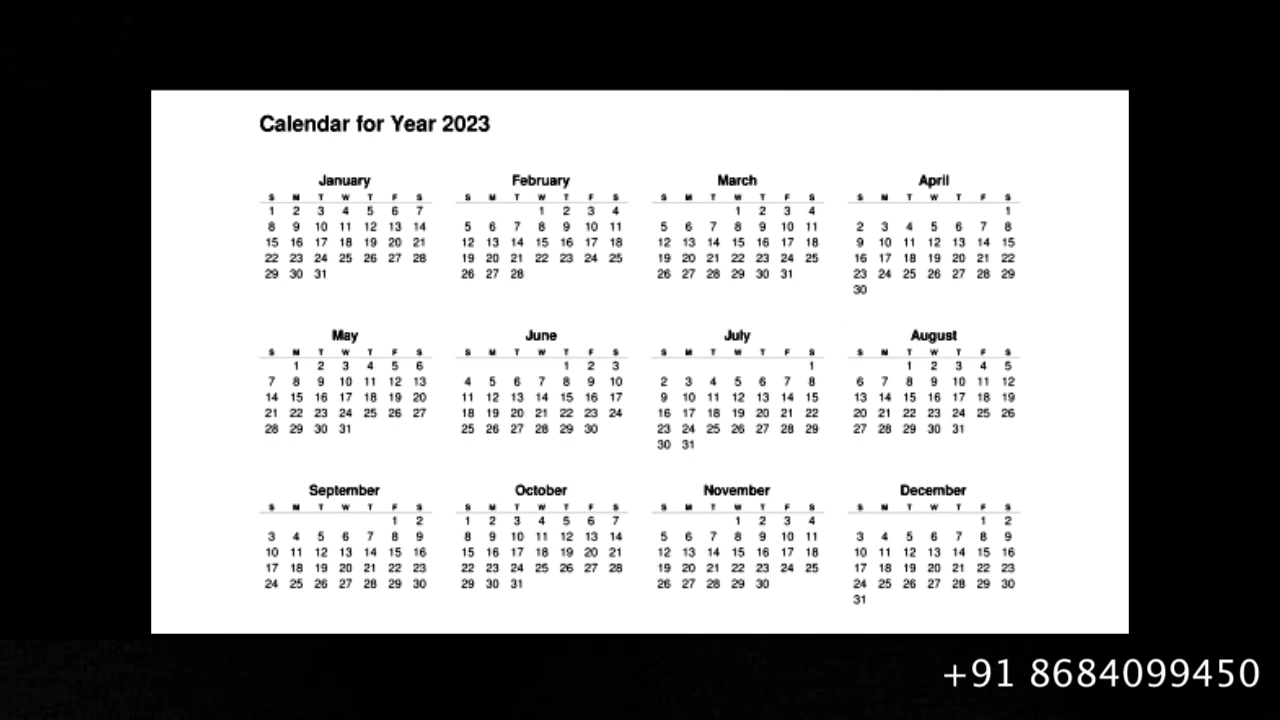 Calendar for Year 2023
January February March April
S M T W T F S S M T W T F S S M T W T F S S M T W T F S
1 2 3 4 5 6 7 1 2 3 4 1 2 3 4 1
8 9 10 11 12 13 14 5 6 7 8 9 10 11 5 6 7 8 9 10 11 2 3 4 5 6 7 8
15 16 17 18 19 20 21 12 13 14 15 16 17 18 12 13 14 15 16 17 18 9 10 11 12 13 14 15
22 23 24 25 26 27 28 19 20 21 22 23 24 25 19 20 21 22 23 24 25 16 17 18 19 20 21 22
29 30 31 26 27 28 26 27 28 29 30 31 23 24 25 26 27 28 29
30
May June July August
S M T W T F S S M T W T F S S M T W T F S S M T W T F S
1 2 3 4 5 6 1 2 3 1 1 2 3 4 5
7 8 9 10 11 12 13 4 5 6 7 8 9 10 2 3 4 5 6 7 8 6 7 8 9 10 11 12
14 15 16 17 18 19 20 11 12 13 14 15 16 17 9 10 11 12 13 14 15 13 14 15 16 17 18 19
21 22 23 24 25 26 27 18 19 20 21 22 23 24 16 17 18 19 20 21 22 20 21 22 23 24 25 26
28 29 30 31 25 26 27 28 29 30 23 24 25 26 27 28 29 27 28 29 30 31
30 31
September October November December
S M T W T F S S M T W T F S S M T W T F S S M T W T F S
1 2 1 2 3 4 5 6 7 1 2 3 4 1 2
3 4 5 6 7 8 9 8 9 10 11 12 13 14 5 6 7 8 9 10 11 3 4 5 6 7 8 9
10 11 12 13 14 15 16 15 16 17 18 19 20 21 12 13 14 15 16 17 18 10 11 12 13 14 15 16
17 18 19 20 21 22 23 22 23 24 25 26 27 28 19 20 21 22 23 24 25 17 18 19 20 21 22 23
24 25 26 27 28 29 30 29 30 31 26 27 28 29 30 24 25 26 27 28 29 30
31
+91 8684099450